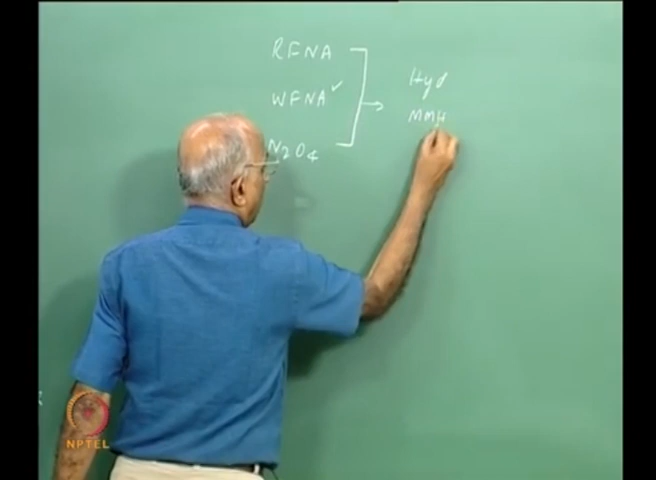 RFNA
WFNA ✓
N2O4
Hyd
MMH
NPTEL